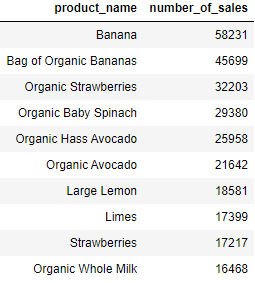 product_name number_of_sales
Banana 58231
Bag of Organic Bananas 45699
Organic Strawberries 32203
Organic Baby Spinach 29380
Organic Hass Avocado 25958
Organic Avocado 21642
Large Lemon 18581
Limes 17399
Strawberries 17217
Organic Whole Milk 16468